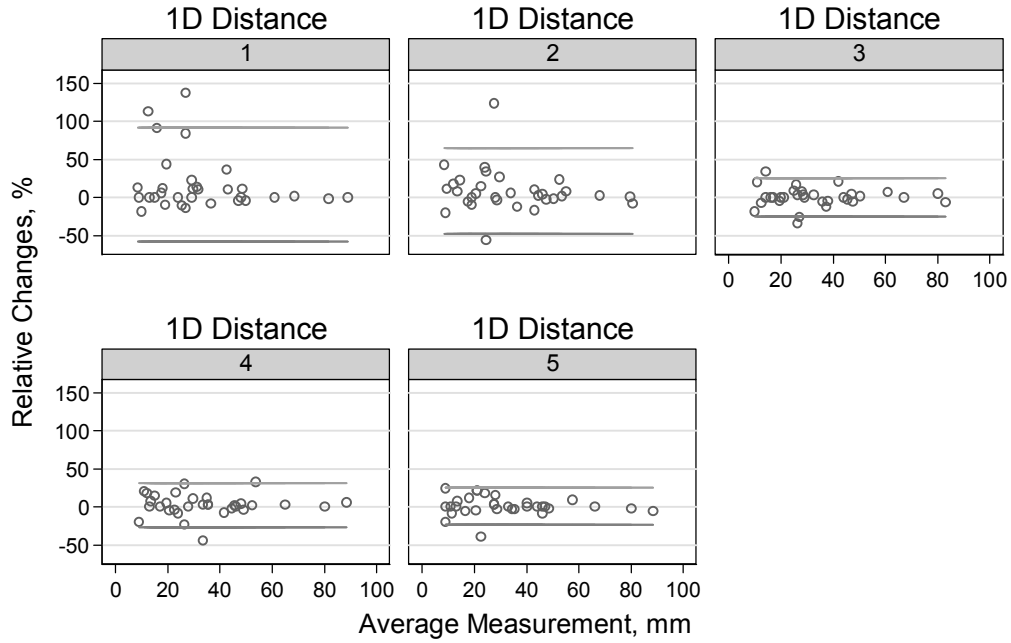 1D Distance 1D Distance 1D Distance
1 2 3
150
100
50
0
-50
0 20 40 60 80 100
1D Distance 1D Distance
4 5
150
100
50
0
-50
0 20 40 60 80 100 0 20 40 60 80 100
Relative Changes, %
Average Measurement, mm